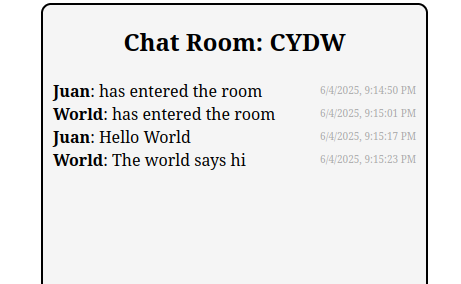 Chat Room: CYDW
Juan: has entered the room 6/4/2025, 9:14:50 PM
World: has entered the room 6/4/2025, 9:15:01 PM
Juan: Hello World 6/4/2025, 9:15:17 PM
World: The world says hi 6/4/2025, 9:15:23 PM